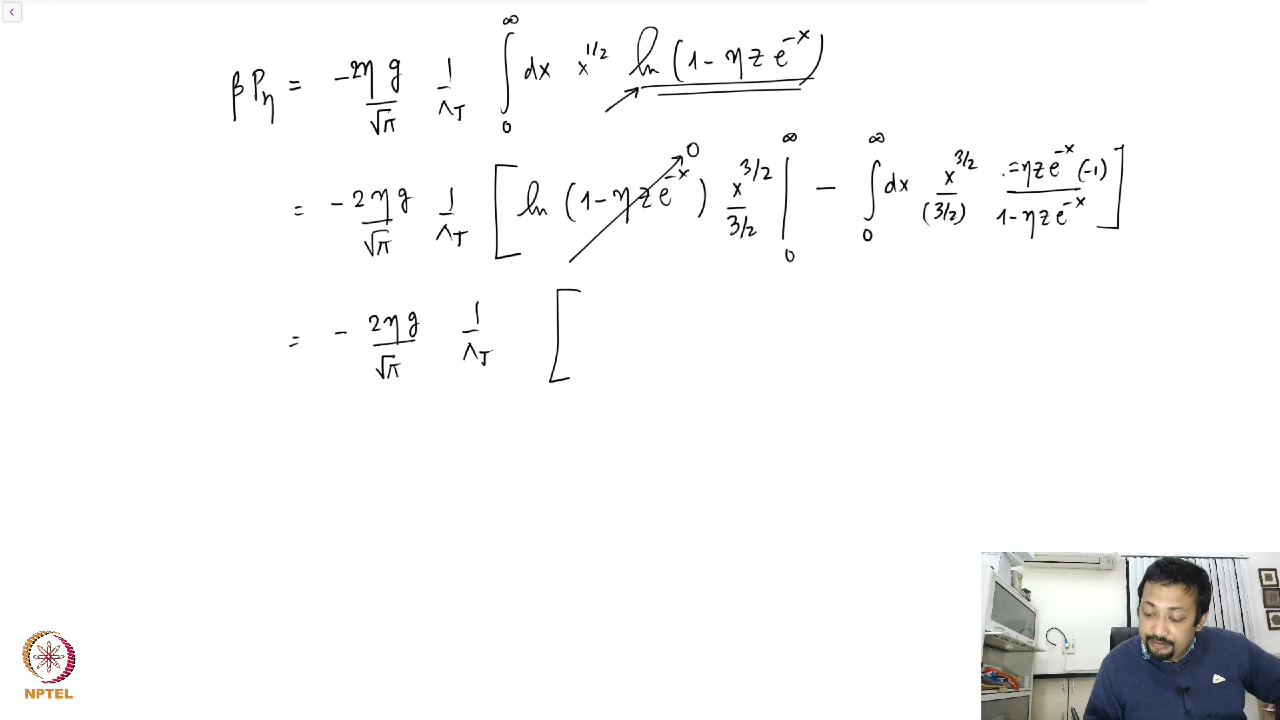 βP_η = -2ηg/√π 1/Λ_T ∫_0^∞ dx x^{1/2} ln (1 - ηz e^{-x})
= -2ηg/√π 1/Λ_T [ ln (1 - ηz e^{-x}) x^{3/2}/3/2 |_0^∞ - ∫_0^∞ dx x^{3/2}/(3/2) -ηz e^{-x} (-1)/1 - ηz e^{-x} ]
0
= - 2ηg/√π 1/Λ_T [
NPTEL